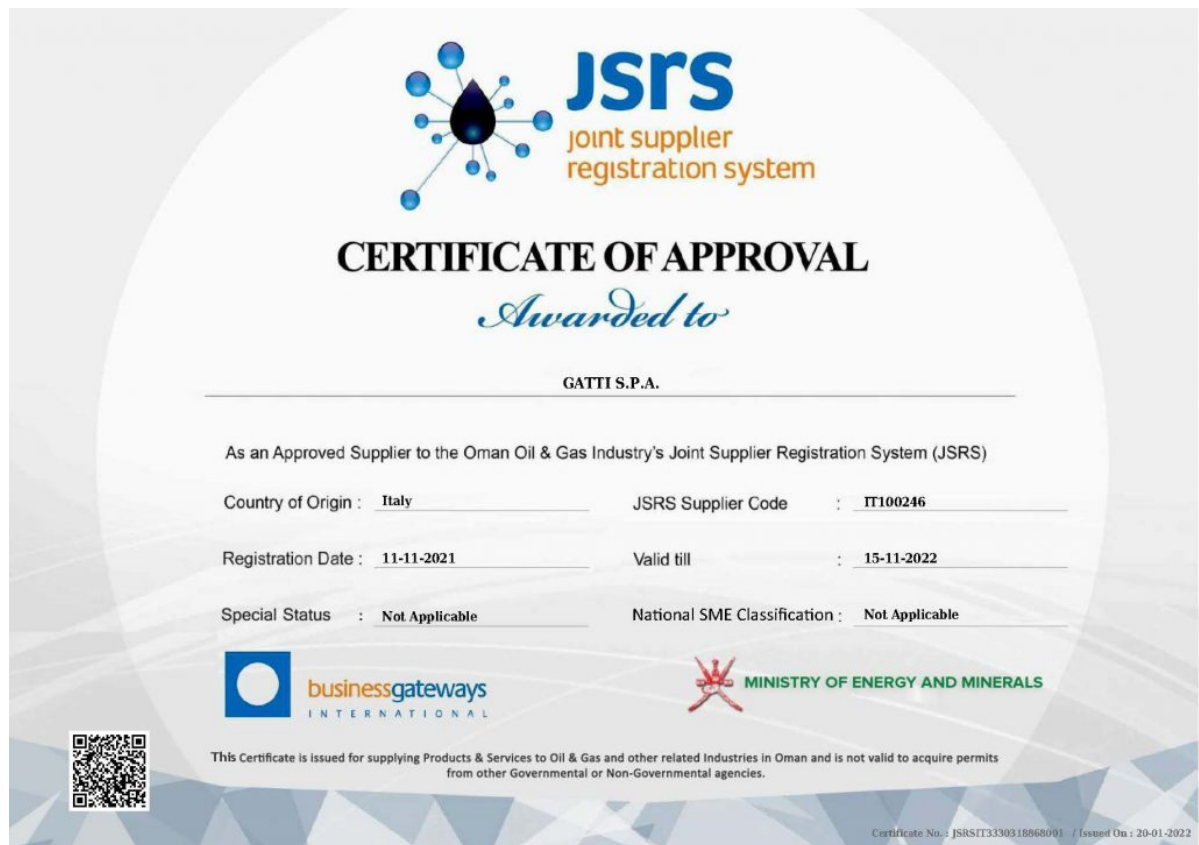 JSRS
joint supplier
registration system
CERTIFICATE OF APPROVAL
Awarded to
GATTI S.P.A.
As an Approved Supplier to the Oman Oil & Gas Industry's Joint Supplier Registration System (JSRS)
Country of Origin : Italy JSRS Supplier Code : IT100246
Registration Date : 11-11-2021 Valid till : 15-11-2022
Special Status : Not Applicable National SME Classification : Not Applicable
businessgateways
INTERNATIONAL
MINISTRY OF ENERGY AND MINERALS
This Certificate is issued for supplying Products & Services to Oil & Gas and other related Industries in Oman and is not valid to acquire permits
from other Governmental or Non-Governmental agencies.
Certificate No. : JSRSIT3330318868001 / Issued On : 20-01-2022